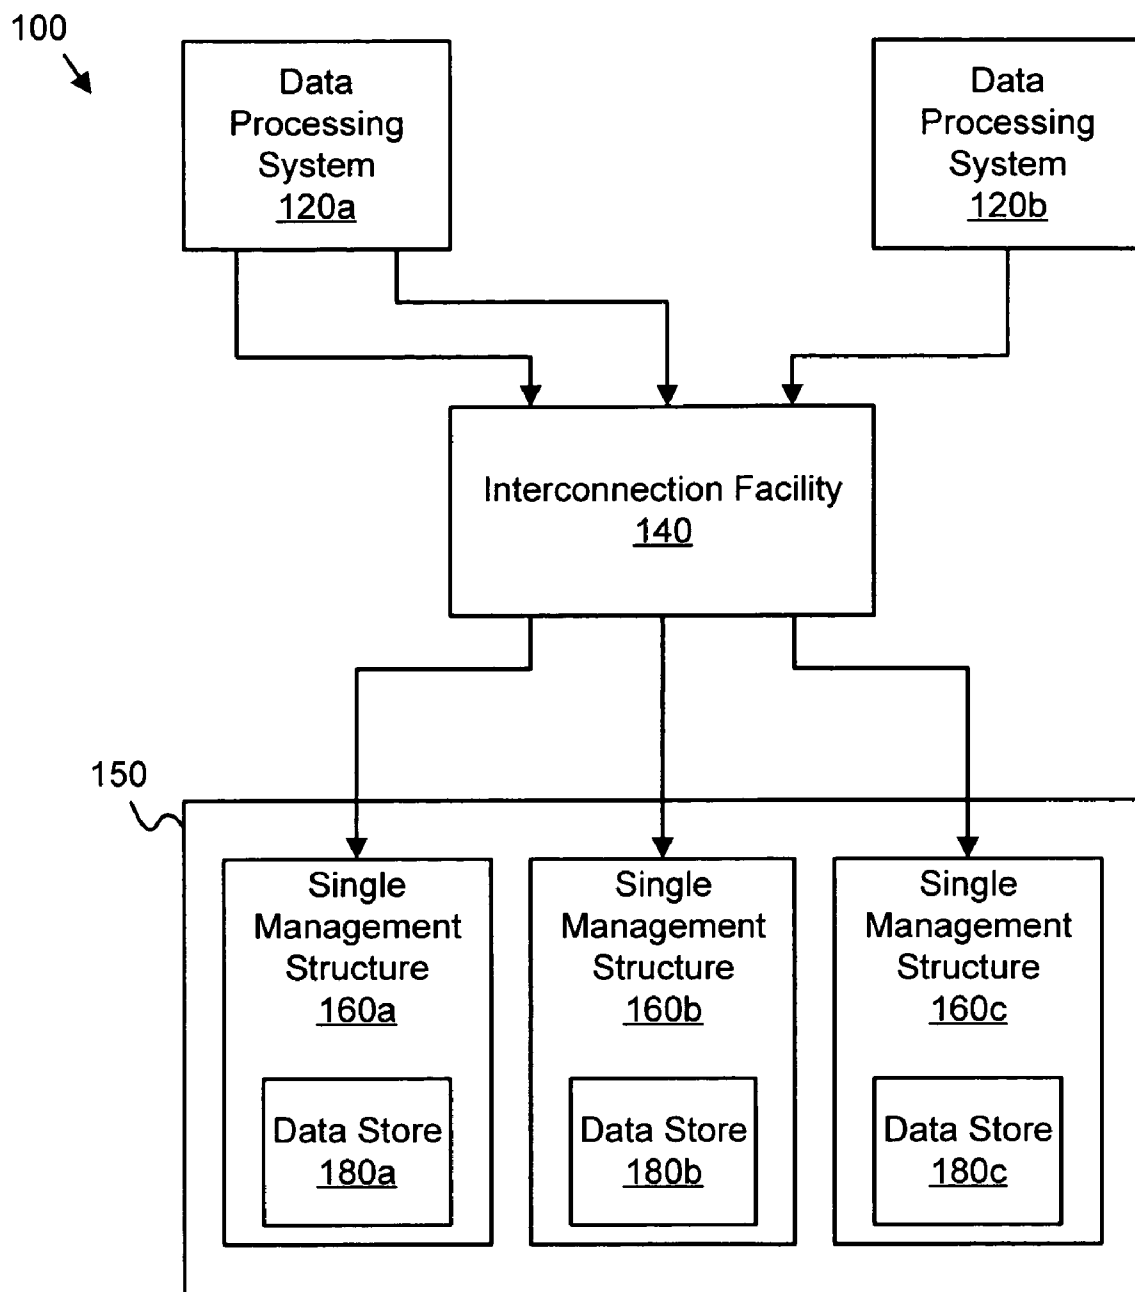 100
Data
Processing
System
120a
Data
Processing
System
120b
Interconnection Facility
140
150
Single
Management
Structure
160a
Data Store
180a
Single
Management
Structure
160b
Data Store
180b
Single
Management
Structure
160c
Data Store
180c